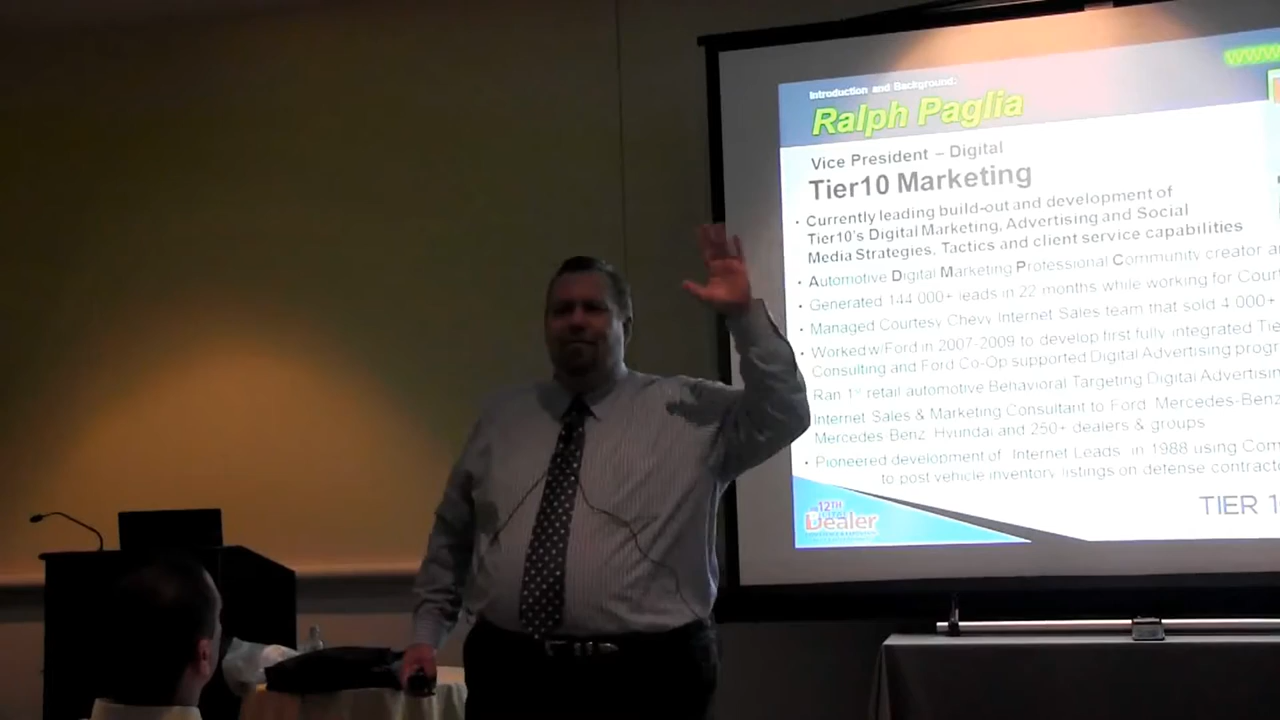 www
Introduction and Background:
Ralph Paglia
Vice President – Digital
Tier10 Marketing
• Currently leading build-out and development of
Tier10's Digital Marketing, Advertising and Social
Media Strategies, Tactics and client service capabilities
• Automotive Digital Marketing Professional Community creator
• Generated 144,000+ leads in 22 months while working for
• Managed Courtesy Chevy Internet Sales team that sold 4,000+
• Worked w/Ford in 2007-2009 to develop first fully integrated
Consulting and Ford Co-Op supported Digital Advertising
Ran 1st retail automotive Behavioral Targeting Digital
Internet Sales & Marketing Consultant to Ford, Mercedes-Benz
Mercedes Benz, Hyundai and 250+ dealers & groups
• Pioneered development of Internet Leads in 1988 using
to post vehicle inventory listings on defense
12TH
Dealer
TIER 1